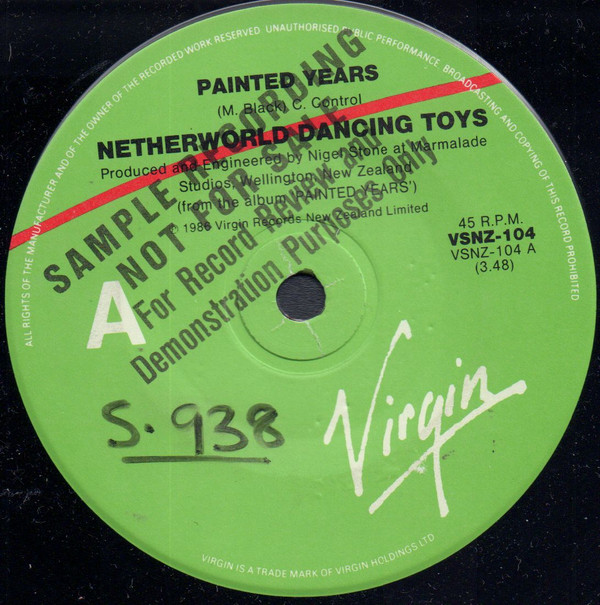 ALL RIGHTS OF THE MANUFACTURER AND OF THE OWNER OF THE RECORDED WORK RESERVED UNAUTHORISED PUBLIC PERFORMANCE, BROADCASTING AND COPYING OF THIS RECORD PROHIBITED
PAINTED YEARS
(M. Black) C. Control
NETHERWORLD DANCING TOYS
Produced and Engineered by Nigel Stone at Marmalade
Studios, Wellington, New Zealand
(from the album 'PAINTED YEARS')
© 1986 Virgin Records New Zealand Limited
SAMPLE RECORDING
NOT FOR SALE
For Record Review and
Demonstration Purposes Only
45 R.P.M.
VSNZ-104
VSNZ-104 A
(3.48)
A
S. 938
Virgin
VIRGIN IS A TRADE MARK OF VIRGIN HOLDINGS LTD